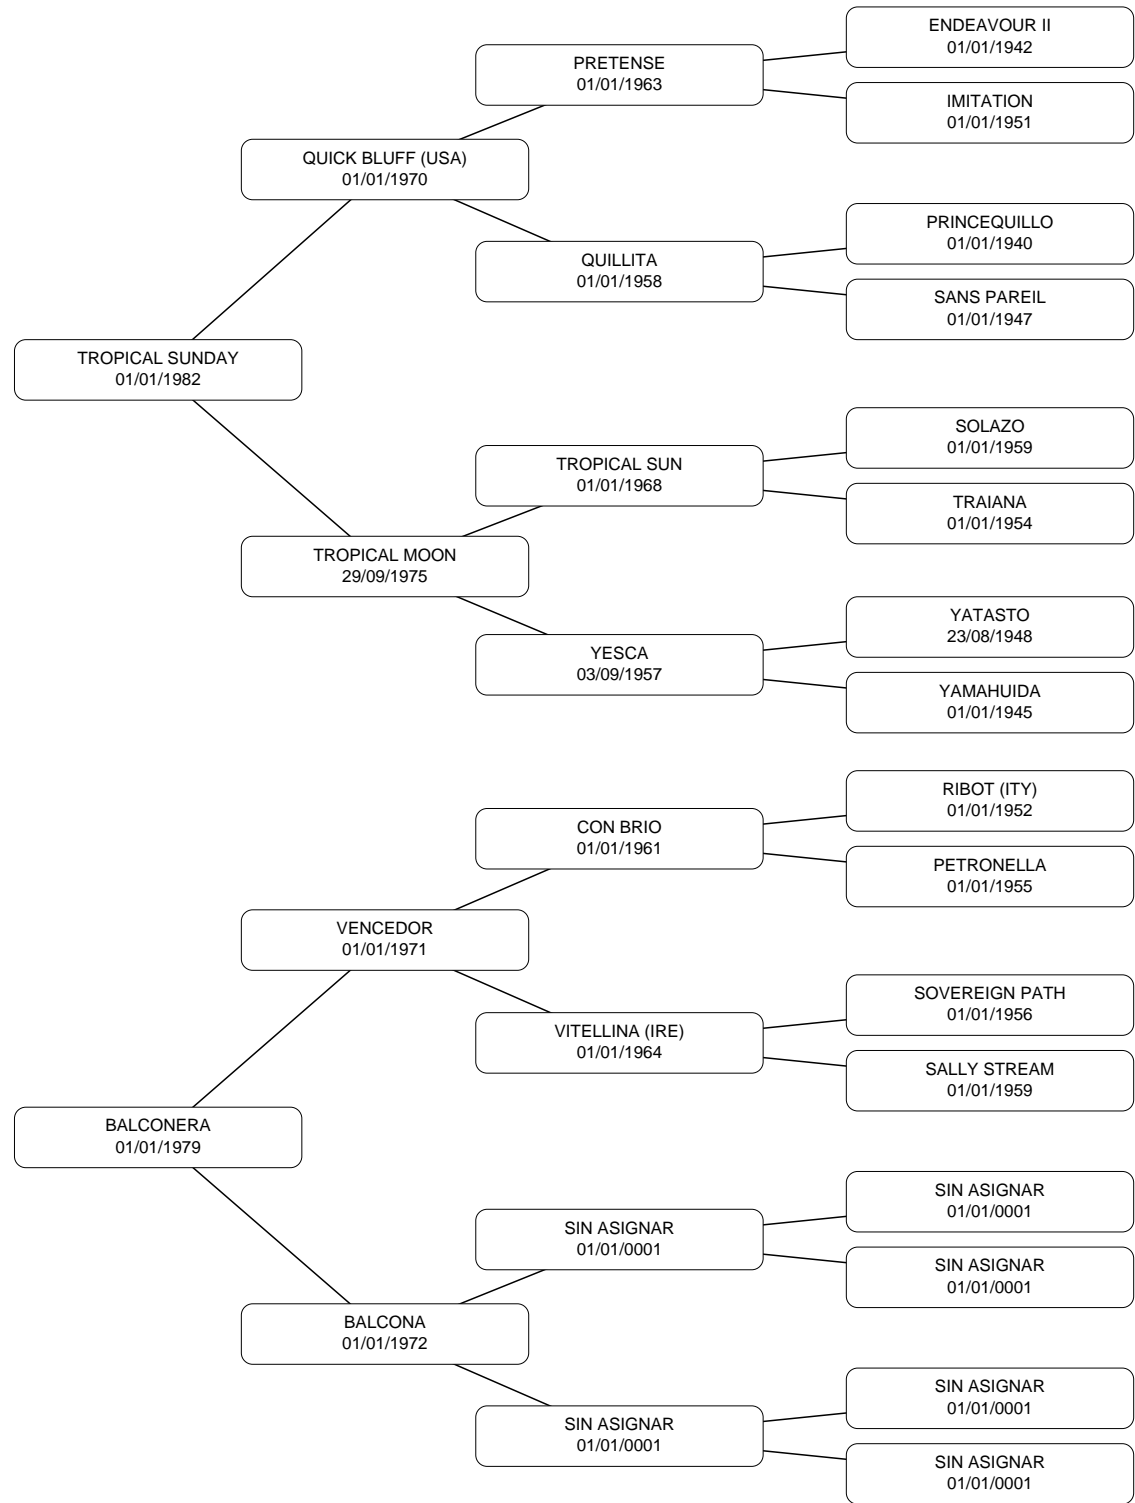 ENDEAVOUR II
01/01/1942
PRETENSE
01/01/1963
IMITATION
01/01/1951
QUICK BLUFF (USA)
01/01/1970
PRINCEQUILLO
01/01/1940
QUILLITA
01/01/1958
SANS PAREIL
01/01/1947
TROPICAL SUNDAY
01/01/1982
SOLAZO
01/01/1959
TROPICAL SUN
01/01/1968
TRAIANA
01/01/1954
TROPICAL MOON
29/09/1975
YATASTO
23/08/1948
YESCA
03/09/1957
YAMAHUIDA
01/01/1945
RIBOT (ITY)
01/01/1952
CON BRIO
01/01/1961
PETRONELLA
01/01/1955
VENCEDOR
01/01/1971
SOVEREIGN PATH
01/01/1956
VITELLINA (IRE)
01/01/1964
SALLY STREAM
01/01/1959
BALCONERA
01/01/1979
SIN ASIGNAR
01/01/0001
SIN ASIGNAR
01/01/0001
SIN ASIGNAR
01/01/0001
BALCONA
01/01/1972
SIN ASIGNAR
01/01/0001
SIN ASIGNAR
01/01/0001
SIN ASIGNAR
01/01/0001